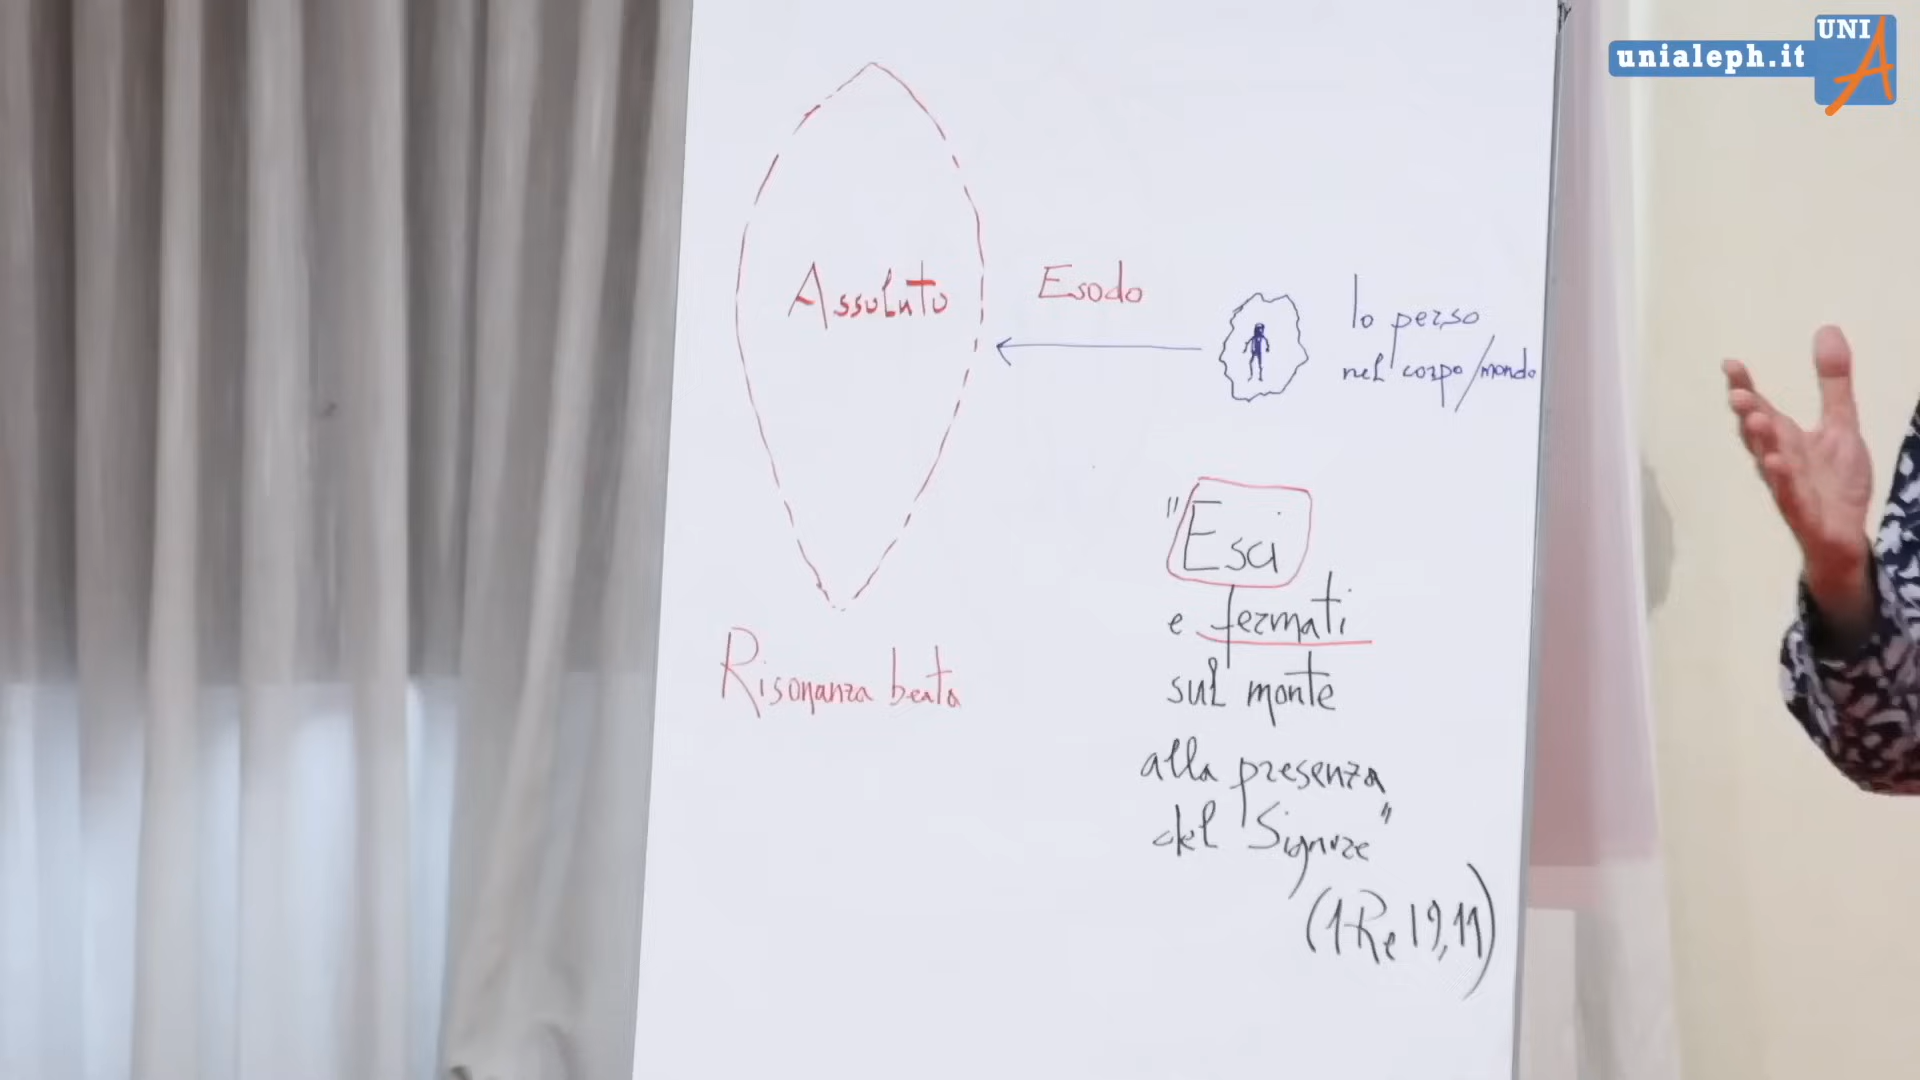 UNI
unialeph.it
A
Assoluto
Esodo
Io perso
nel corpo/mondo
Risonanza beata
"Esci
e fermati
sul monte
alla presenza
del Signore"
(1Re 19,11)